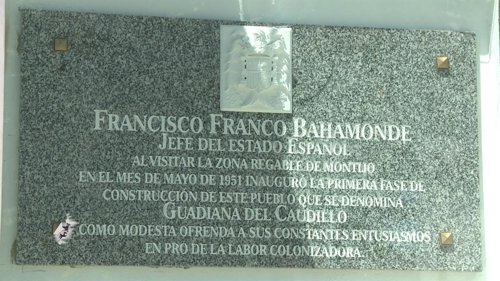 FRANCISCO FRANCO BAHAMONDE
JEFE DEL ESTADO ESPAÑOL
AL VISITAR LA ZONA REGABLE DE MONTIJO
EN EL MES DE MAYO DE 1951 INAUGURÓ LA PRIMERA FASE DE
CONSTRUCCIÓN DE ESTE PUEBLO QUE SE DENOMINA
GUADIANA DEL CAUDILLO
COMO MODESTA OFRENDA A SUS CONSTANTES ENTUSIASMOS
EN PRO DE LA LABOR COLONIZADORA.